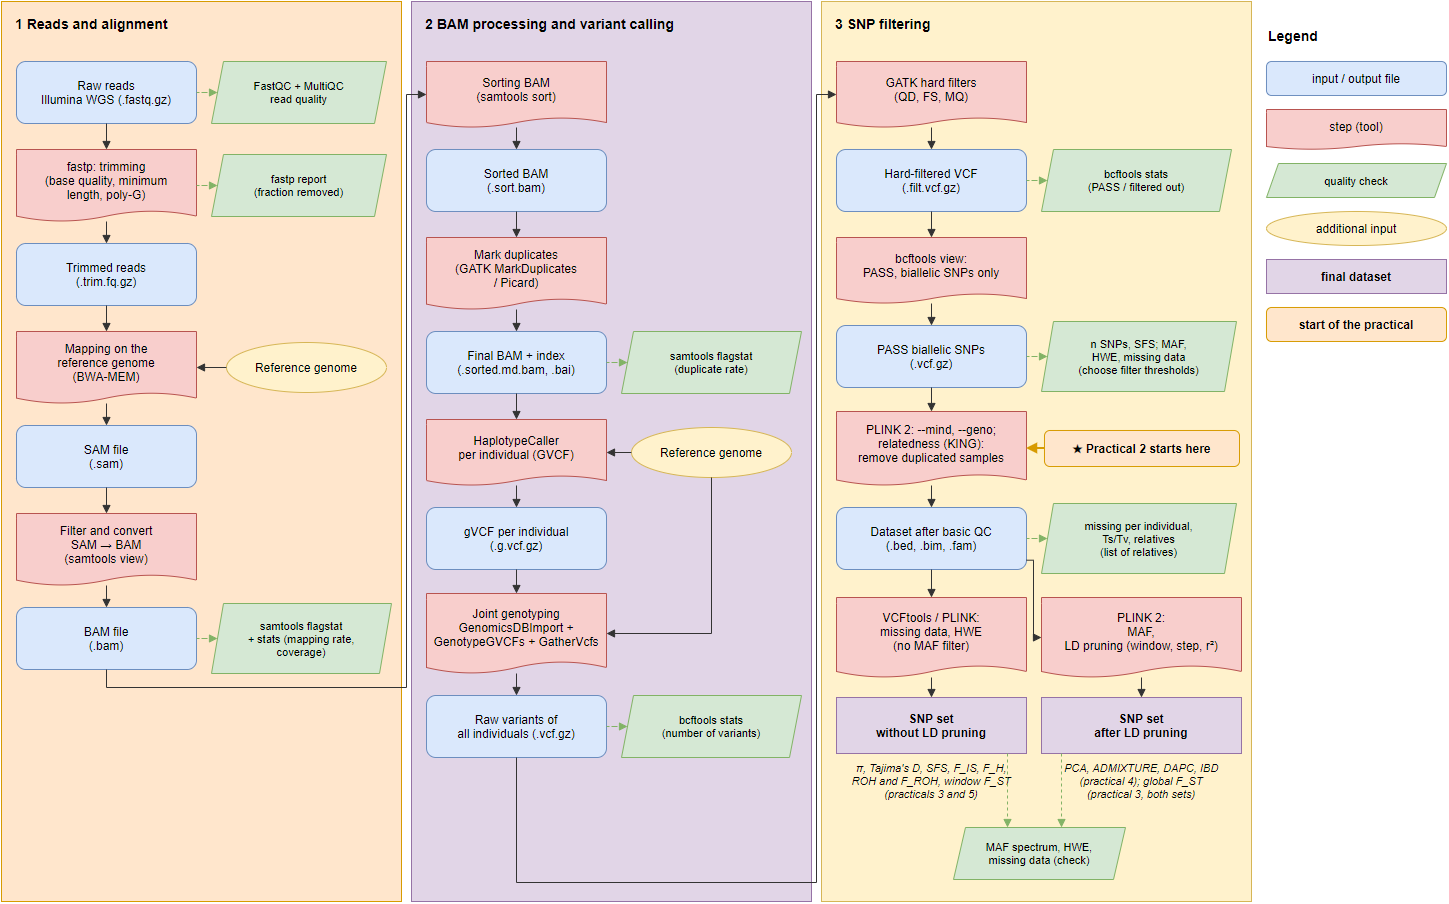 1 Reads and alignment
Raw reads
Illumina WGS (.fastq.gz)
FastQC + MultiQC
read quality
fastp: trimming
(base quality, minimum
length, poly-G)
fastp report
(fraction removed)
Trimmed reads
(.trim.fq.gz)
Mapping on the
reference genome
(BWA-MEM)
Reference genome
SAM file
(.sam)
Filter and convert
SAM → BAM
(samtools view)
BAM file
(.bam)
samtools flagstat
+ stats (mapping rate,
coverage)
2 BAM processing and variant calling
Sorting BAM
(samtools sort)
Sorted BAM
(.sort.bam)
Mark duplicates
(GATK MarkDuplicates
/ Picard)
Final BAM + index
(.sorted.md.bam, .bai)
samtools flagstat
(duplicate rate)
HaplotypeCaller
per individual (GVCF)
Reference genome
gVCF per individual
(.g.vcf.gz)
Joint genotyping
GenomicsDBImport +
GenotypeGVCFs + GatherVcfs
Raw variants of
all individuals (.vcf.gz)
bcftools stats
(number of variants)
3 SNP filtering
GATK hard filters
(QD, FS, MQ)
Hard-filtered VCF
(.filt.vcf.gz)
bcftools stats
(PASS / filtered out)
bcftools view:
PASS, biallelic SNPs only
PASS biallelic SNPs
(.vcf.gz)
n SNPs, SFS; MAF,
HWE, missing data
(choose filter thresholds)
PLINK 2: --mind, --geno;
relatedness (KING):
remove duplicated samples
★ Practical 2 starts here
Dataset after basic QC
(.bed, .bim, .fam)
missing per individual,
Ts/Tv, relatives
(list of relatives)
VCFtools / PLINK:
missing data, HWE
(no MAF filter)
PLINK 2:
MAF,
LD pruning (window, step, r²)
SNP set
without LD pruning
SNP set
after LD pruning
π, Tajima's D, SFS, F_IS, F_H,
ROH and F_ROH, window F_ST
(practicals 3 and 5)
PCA, ADMIXTURE, DAPC, IBD
(practical 4); global F_ST
(practical 3, both sets)
MAF spectrum, HWE,
missing data (check)
Legend
input / output file
step (tool)
quality check
additional input
final dataset
start of the practical